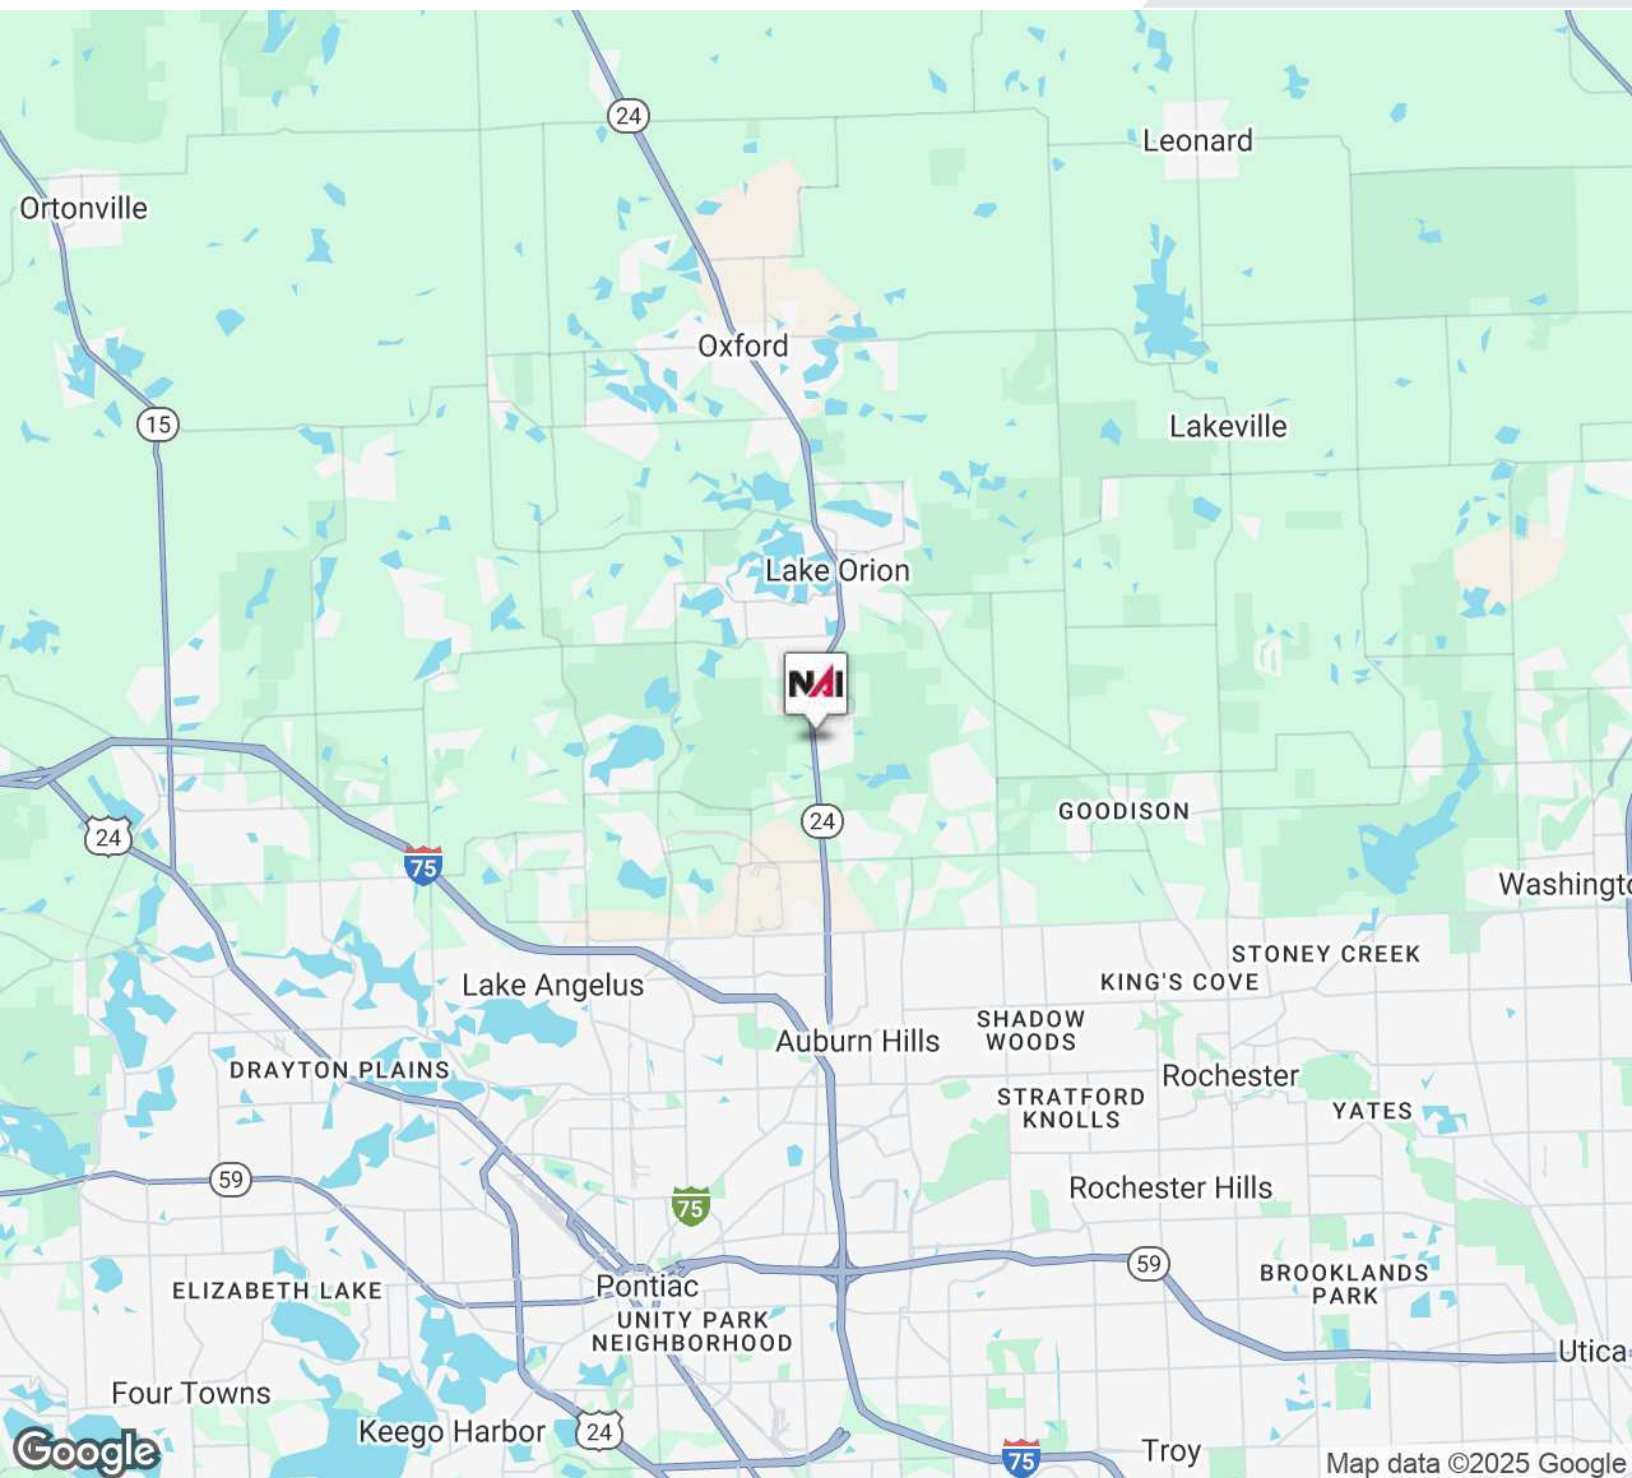 24
Leonard
Ortonville
Oxford
15
Lakeville
Lake Orion
NAI
24
GOODISON
24
75
Washingto
STONEY CREEK
KING'S COVE
Lake Angelus
SHADOW
WOODS
Auburn Hills
DRAYTON PLAINS
Rochester
STRATFORD
KNOLLS
YATES
59
Rochester Hills
75
59
BROOKLANDS
PARK
ELIZABETH LAKE
Pontiac
UNITY PARK
NEIGHBORHOOD
Utica
Four Towns
Keego Harbor
24
Troy
75
Google
Map data ©2025 Google